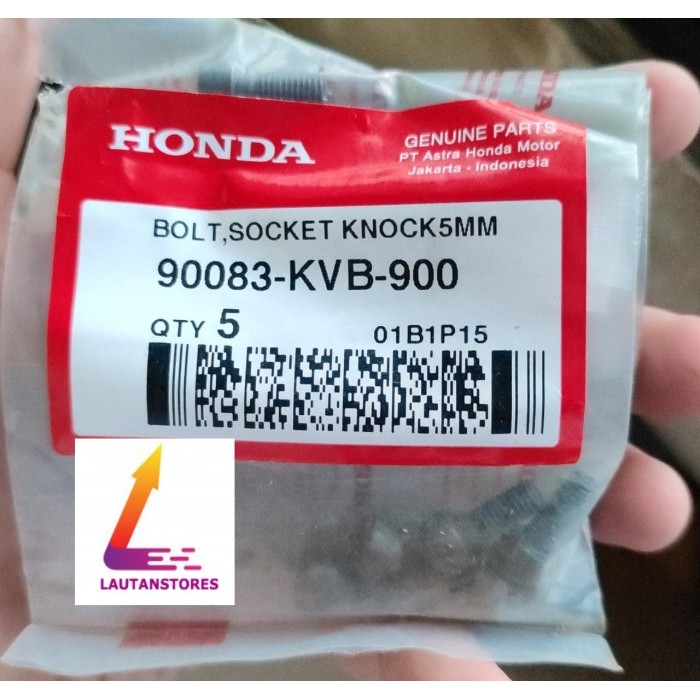 HONDA
GENUINE PARTS
PT Astra Honda Motor
Jakarta - Indonesia
BOLT,SOCKET KNOCK5MM
90083-KVB-900
QTY 5
01B1P15
LAUTANSTORES
HONDA